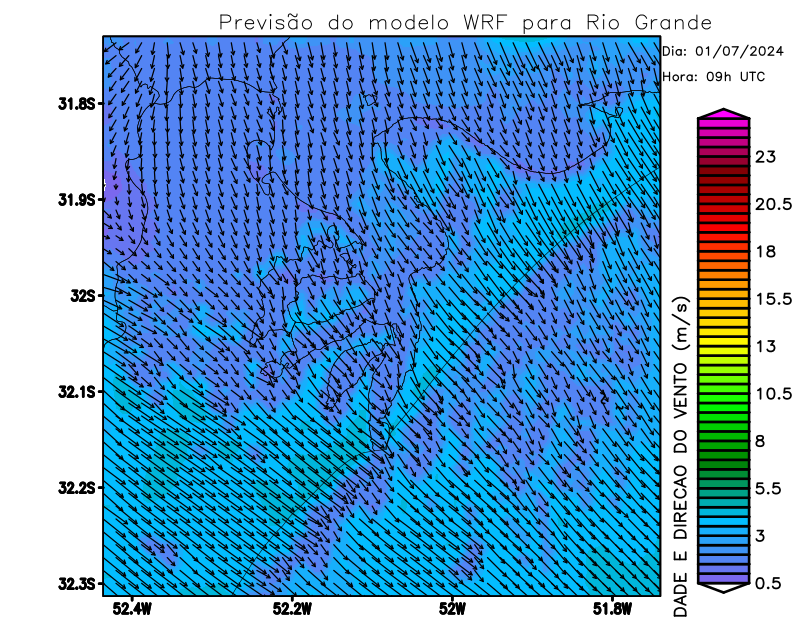 Previsão do modelo WRF para Rio Grande
Dia: 01/07/2024
Hora: 09h UTC
31.8S
31.9S
32S
32.1S
32.2S
32.3S
52.4W
52.2W
52W
51.8W
DADE E DIRECAO DO VENTO (m/s)
23
20.5
18
15.5
13
10.5
8
5.5
3
0.5